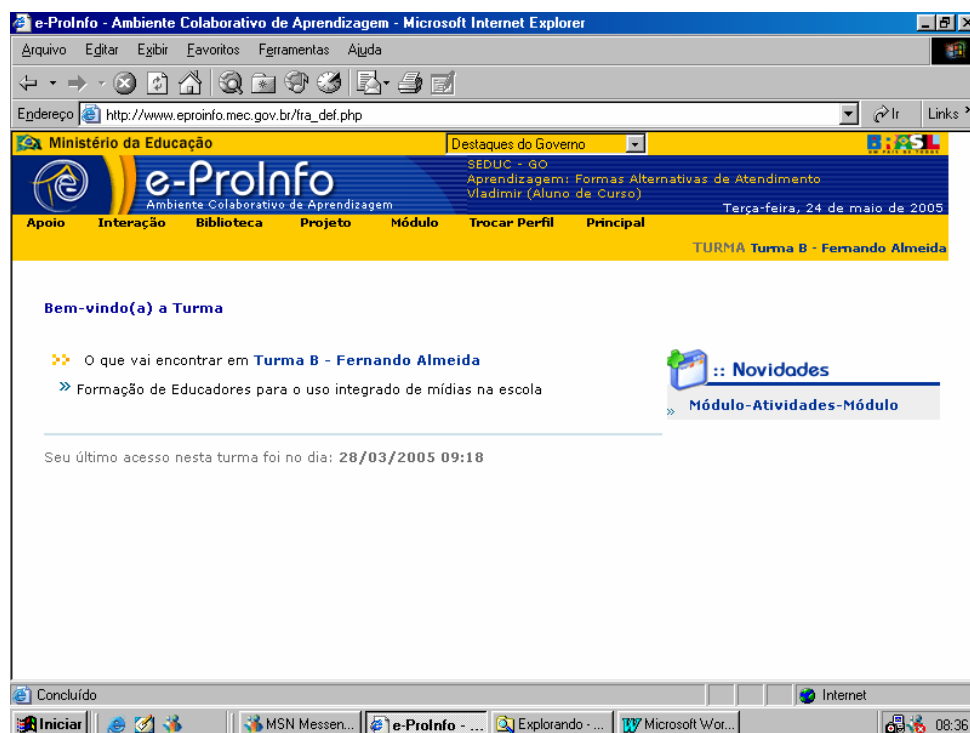 e-ProInfo - Ambiente Colaborativo de Aprendizagem - Microsoft Internet Explorer
Arquivo Editar Exibir Favoritos Ferramentas Ajuda
Endereço http://www.eproinfo.mec.gov.br/fra_def.php Ir Links »
Ministério da Educação Destaques do Governo BRASIL
UM PAÍS DE TODOS
SEDUC - GO
e-ProInfo Aprendizagem: Formas Alternativas de Atendimento
Vladimir (Aluno de Curso)
Ambiente Colaborativo de Aprendizagem Terça-feira, 24 de maio de 2005
Apoio Interação Biblioteca Projeto Módulo Trocar Perfil Principal
TURMA Turma B - Fernando Almeida
Bem-vindo(a) a Turma
O que vai encontrar em Turma B - Fernando Almeida
» Formação de Educadores para o uso integrado de mídias na escola
:: Novidades
» Módulo-Atividades-Módulo
Seu último acesso nesta turma foi no dia: 28/03/2005 09:18
Concluído Internet
Iniciar MSN Messen... e-ProInfo - ... Explorando - ... Microsoft Wor... 08:36